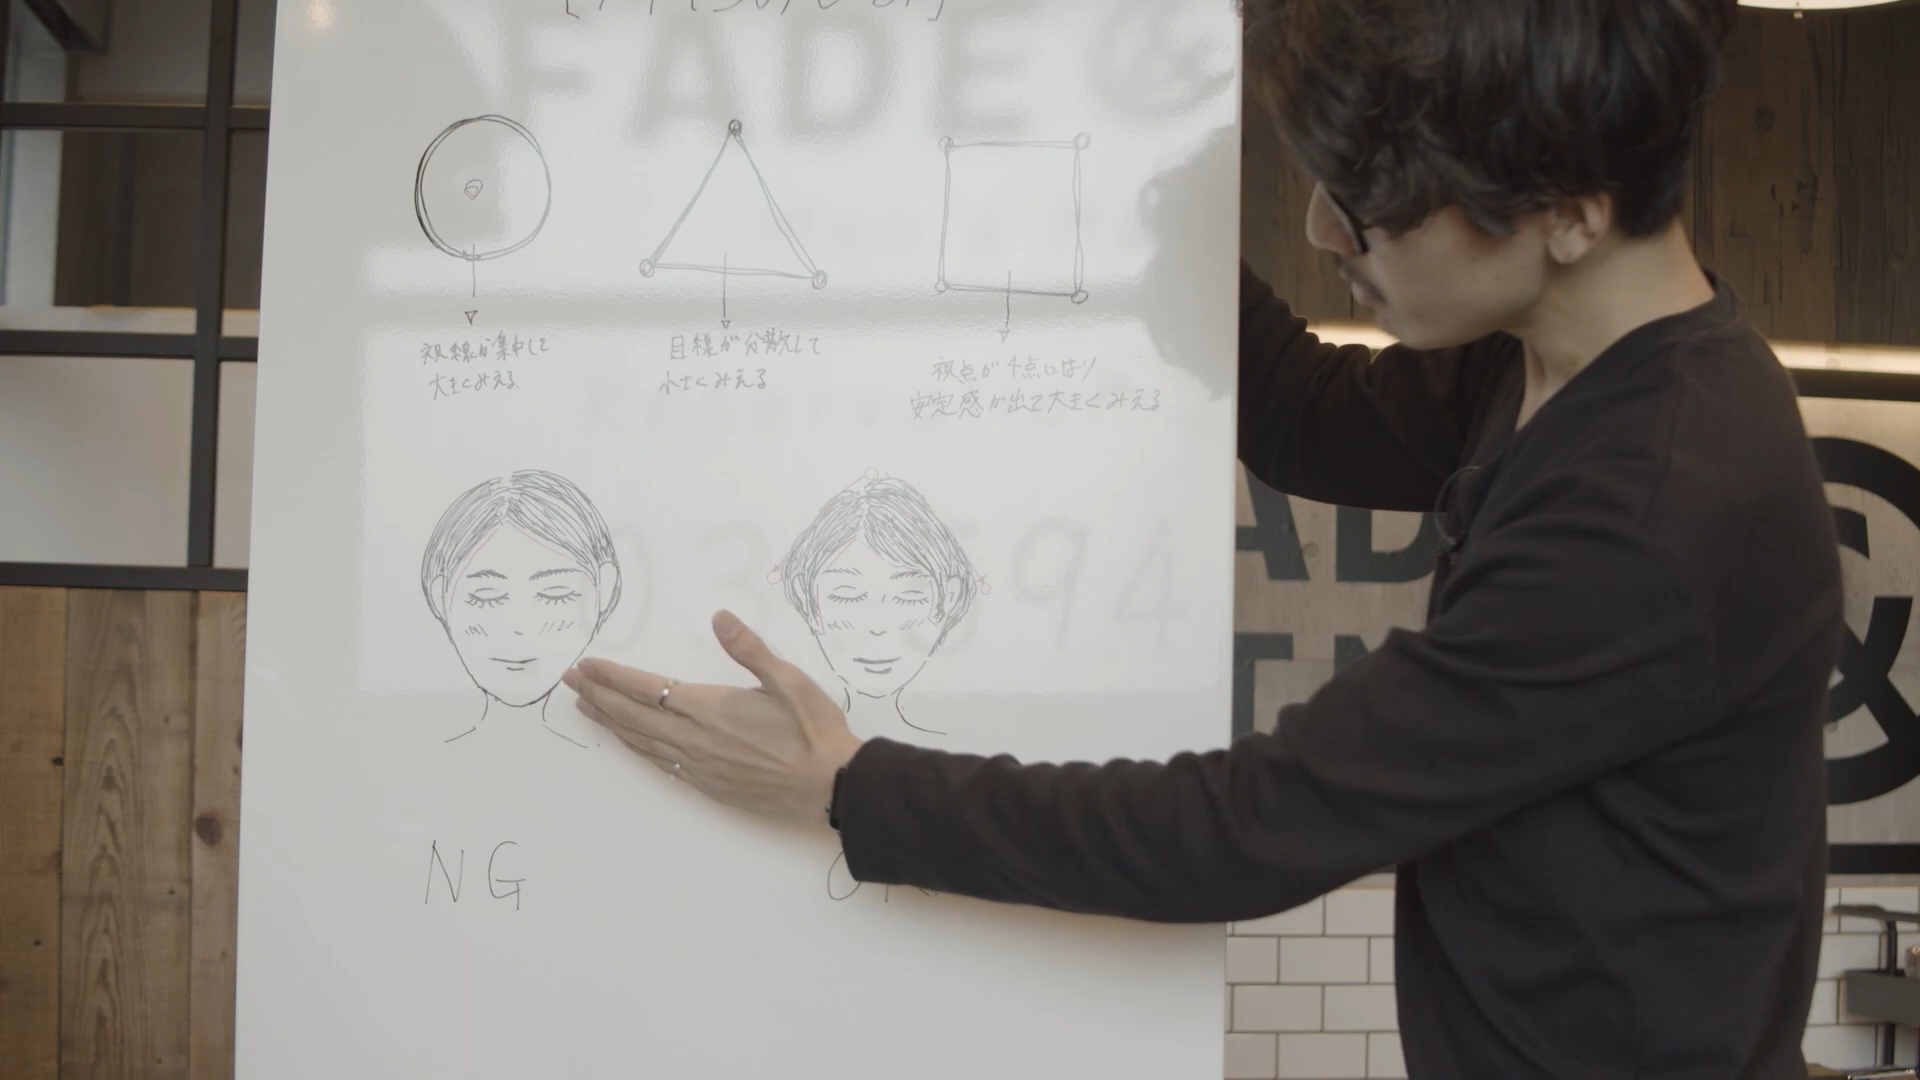 FADE &
視線が集中して
大きくみえる
目線が分散して
小さくみえる
視点が4点になり
安定感が出て大きくみえる
NG